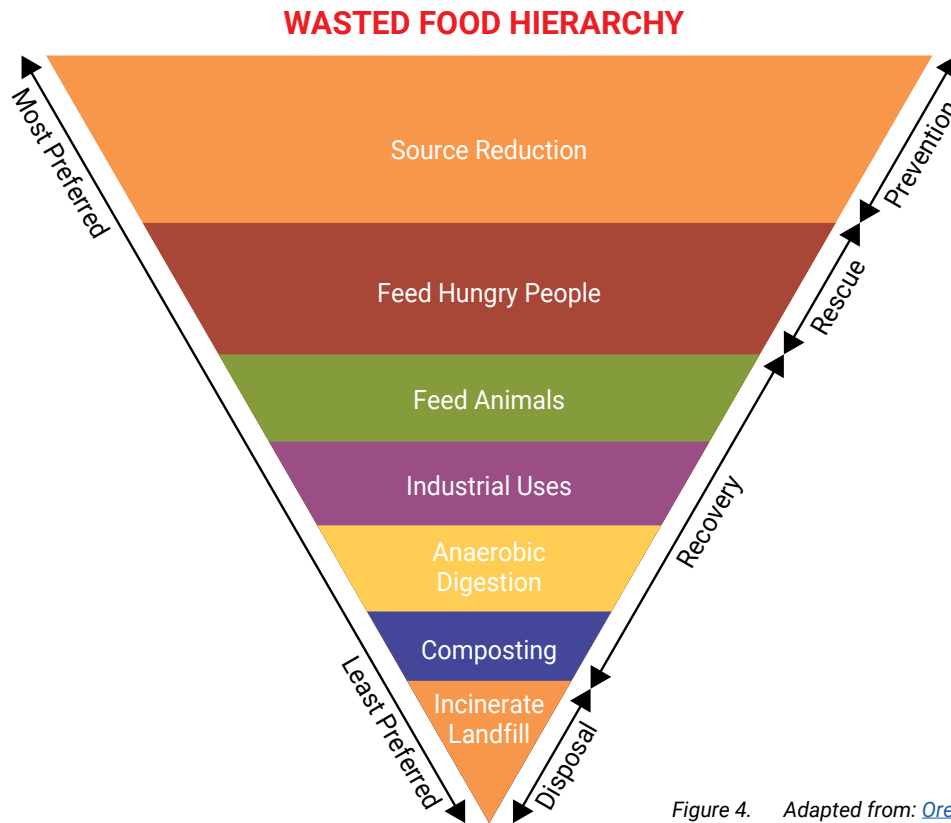 WASTED FOOD HIERARCHY
Most Preferred
Prevention
Source Reduction
Feed Hungry People
Rescue
Feed Animals
Industrial Uses
Recovery
Anaerobic
Digestion
Composting
Least Preferred
Incinerate
Landfill
Disposal
Figure 4. Adapted from: